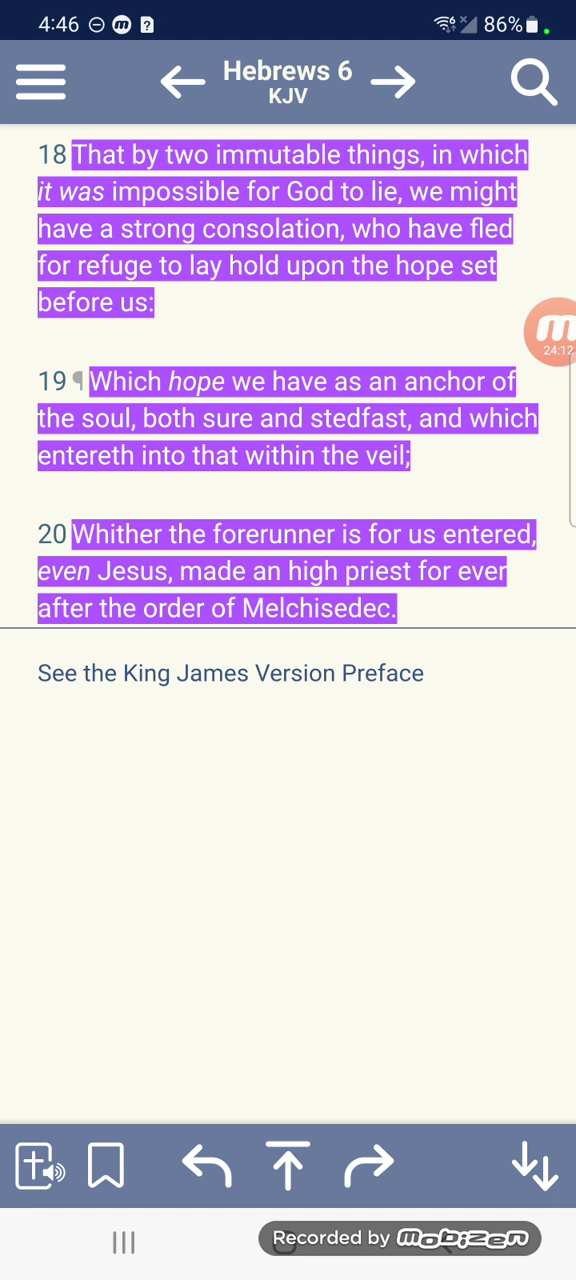 4:46 m ? 6 86%
Hebrews 6
KJV
18 That by two immutable things, in which
it was impossible for God to lie, we might
have a strong consolation, who have fled
for refuge to lay hold upon the hope set
before us:
m
24:12
19 ¶ Which hope we have as an anchor of
the soul, both sure and stedfast, and which
entereth into that within the veil;
20 Whither the forerunner is for us entered,
even Jesus, made an high priest for ever
after the order of Melchisedec.
See the King James Version Preface
Recorded by mobizen